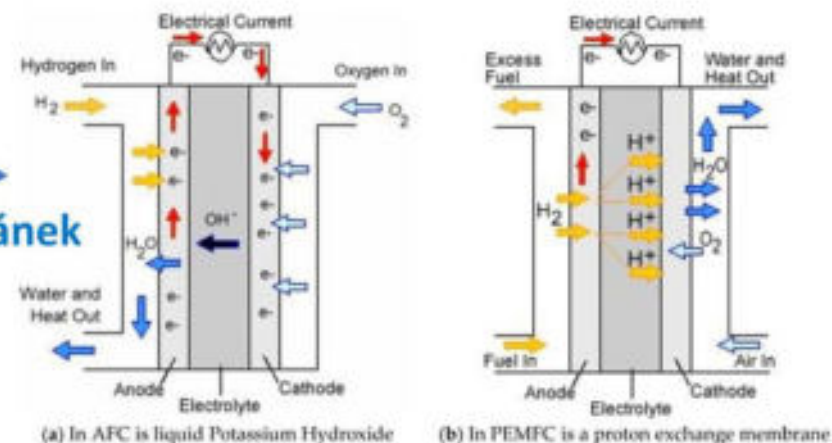 ánek
Electrical Current
e-
e-
Hydrogen In
Oxygen In
H2
O2
e-
e-
e-
e-
e-
e-
OH-
e-
H2O
e-
e-
e-
e-
Water and
Heat Out
Anode
Cathode
Electrolyte
(a) In AFC is liquid Potassium Hydroxide
Electrical Current
e-
e-
Excess
Fuel
Water and
Heat Out
e-
e-
H+
H2O
H+
H2
H+
O2
H+
Fuel In
Air In
Anode
Cathode
Electrolyte
(b) In PEMFC is a proton exchange membrane